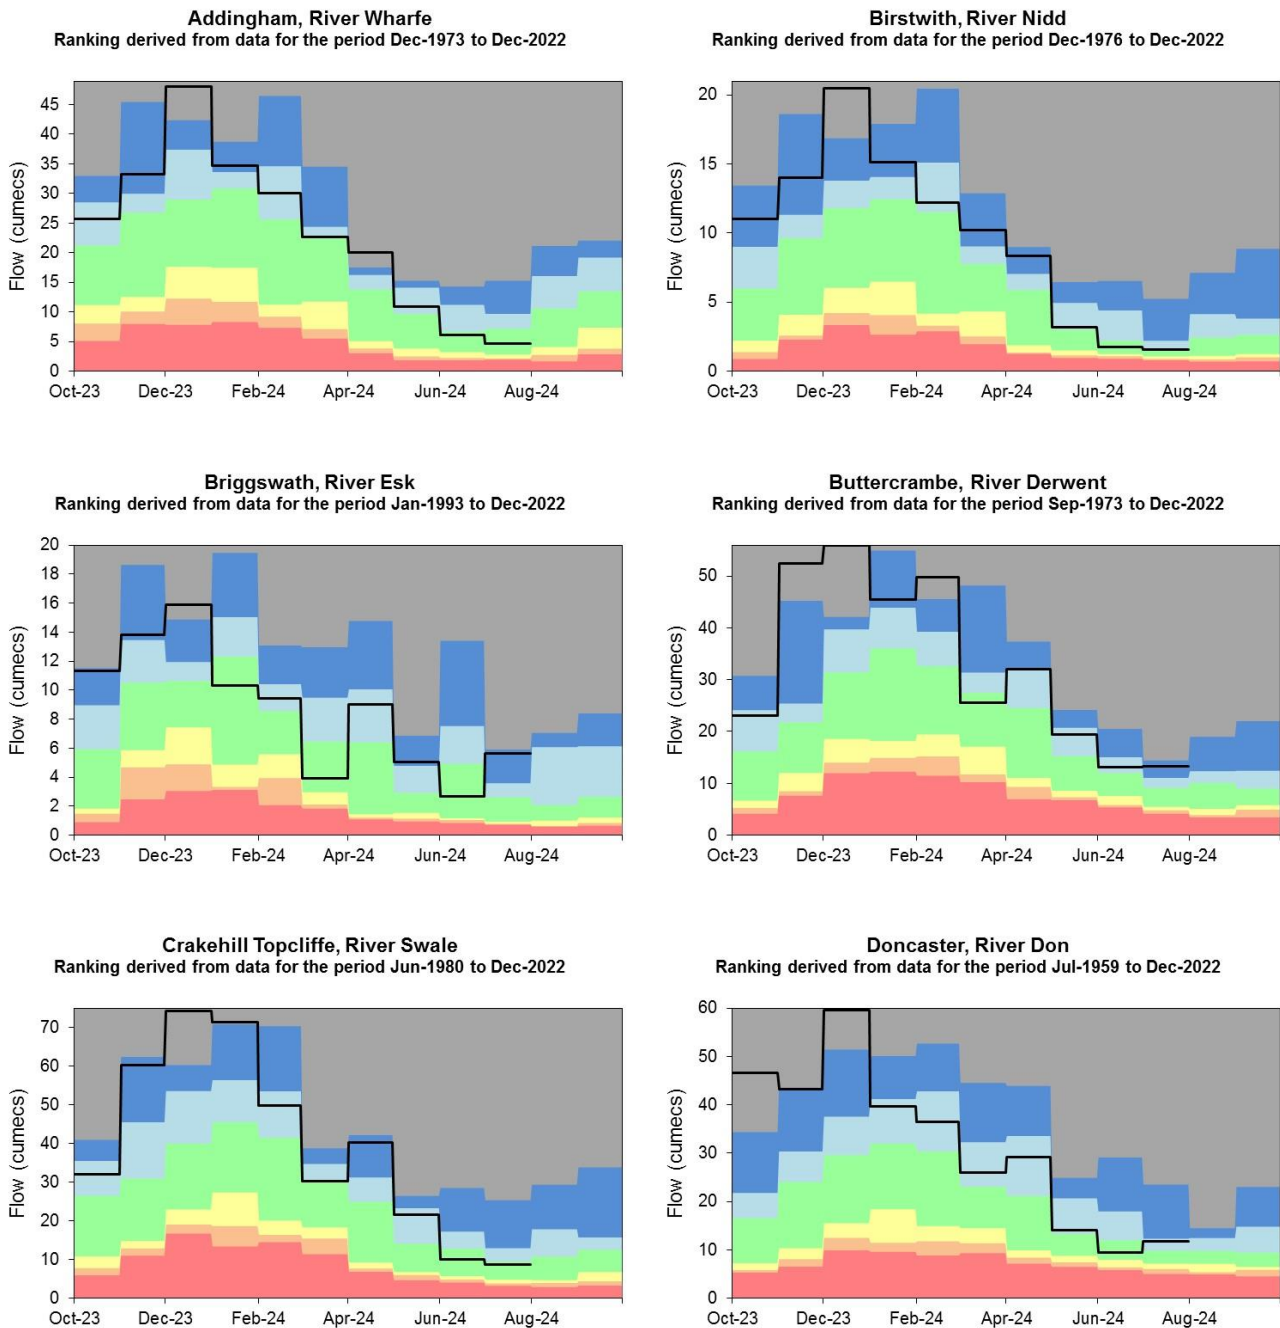 Addingham, River Wharfe
Ranking derived from data for the period Dec-1973 to Dec-2022
Flow (cumecs)
45
40
35
30
25
20
15
10
5
0
Oct-23 Dec-23 Feb-24 Apr-24 Jun-24 Aug-24
Birstwith, River Nidd
Ranking derived from data for the period Dec-1976 to Dec-2022
Flow (cumecs)
20
15
10
5
0
Oct-23 Dec-23 Feb-24 Apr-24 Jun-24 Aug-24
Briggswath, River Esk
Ranking derived from data for the period Jan-1993 to Dec-2022
Flow (cumecs)
20
18
16
14
12
10
8
6
4
2
0
Oct-23 Dec-23 Feb-24 Apr-24 Jun-24 Aug-24
Buttercrambe, River Derwent
Ranking derived from data for the period Sep-1973 to Dec-2022
Flow (cumecs)
50
40
30
20
10
0
Oct-23 Dec-23 Feb-24 Apr-24 Jun-24 Aug-24
Crakehill Topcliffe, River Swale
Ranking derived from data for the period Jun-1980 to Dec-2022
Flow (cumecs)
70
60
50
40
30
20
10
0
Oct-23 Dec-23 Feb-24 Apr-24 Jun-24 Aug-24
Doncaster, River Don
Ranking derived from data for the period Jul-1959 to Dec-2022
Flow (cumecs)
60
50
40
30
20
10
0
Oct-23 Dec-23 Feb-24 Apr-24 Jun-24 Aug-24